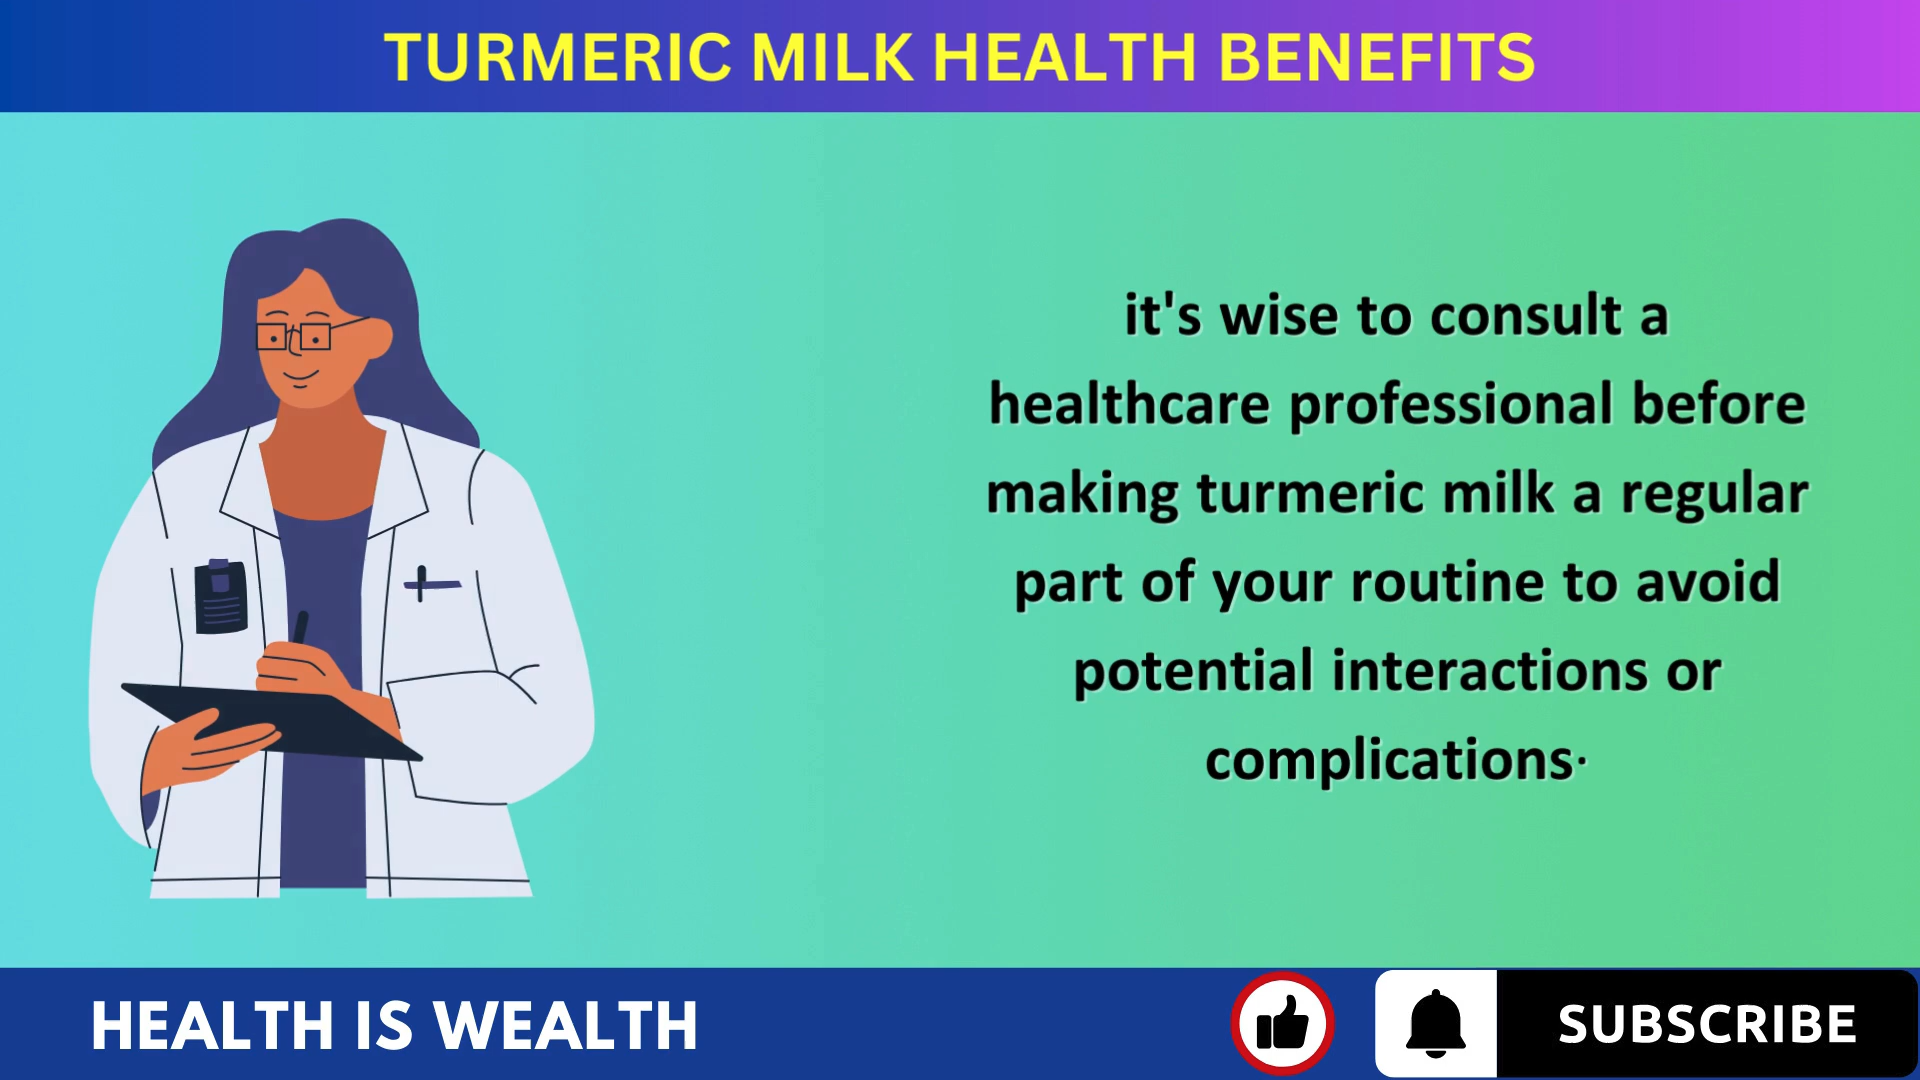 TURMERIC MILK HEALTH BENEFITS
it's wise to consult a
healthcare professional before
making turmeric milk a regular
part of your routine to avoid
potential interactions or
complications·
HEALTH IS WEALTH
SUBSCRIBE